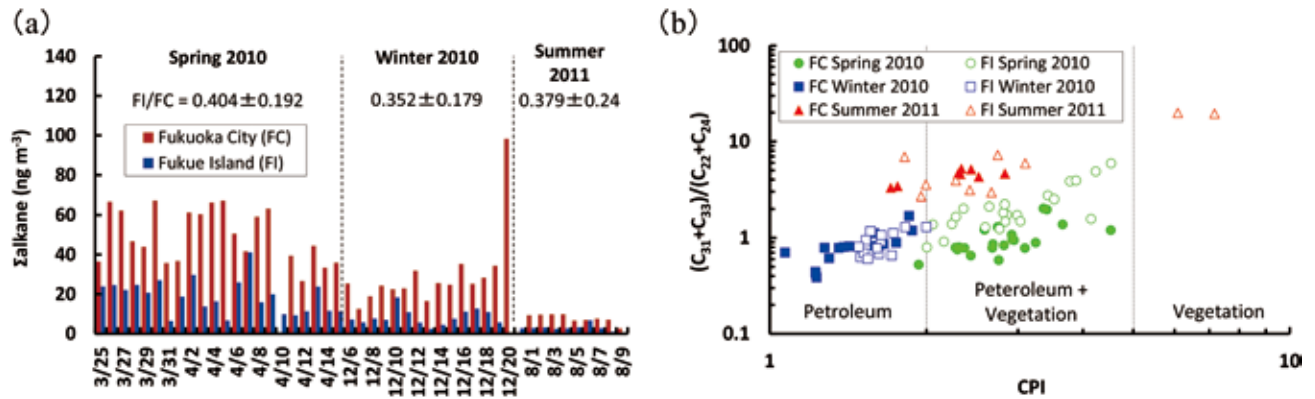 (a)
140
120
100
80
60
40
20
0
Σalkane (ng m⁻³)
Spring 2010
Winter 2010
Summer
2011
FI/FC = 0.404±0.192
0.352±0.179
0.379±0.24
Fukuoka City (FC)
Fukue Island (FI)
3/25
3/27
3/29
3/31
4/2
4/4
4/6
4/8
4/10
4/12
4/14
12/6
12/8
12/10
12/12
12/14
12/16
12/18
12/20
8/1
8/3
8/5
8/7
8/9
(b)
100
10
1
0.1
(C₃₁+C₃₃)/(C₂₂+C₂₄)
FC Spring 2010
FI Spring 2010
FC Winter 2010
FI Winter 2010
FC Summer 2011
FI Summer 2011
Petroleum
Peteroleum +
Vegetation
Vegetation
1
10
CPI